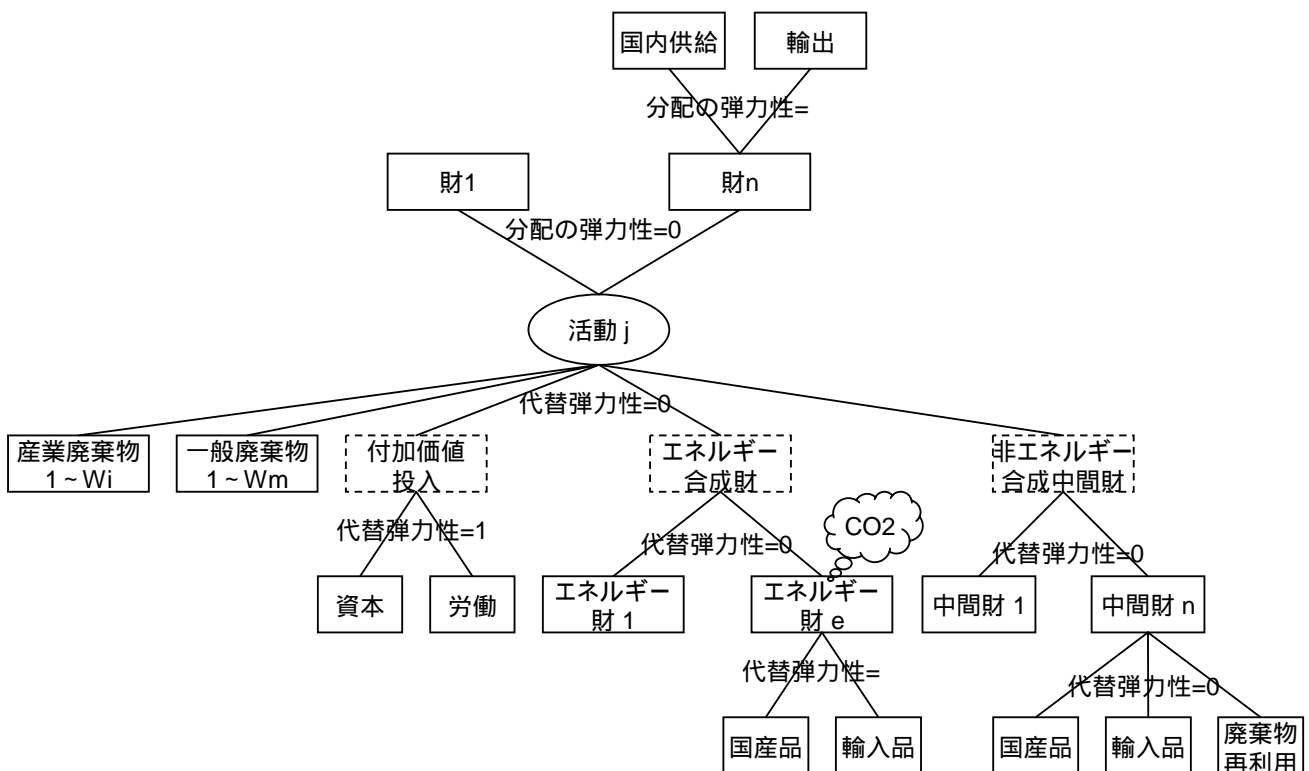 国内供給
輸出
分配の弾力性=
財1
財n
分配の弾力性=0
活動 j
代替弾力性=0
産業廃棄物
1~Wi
一般廃棄物
1~Wm
付加価値
投入
エネルギー
合成財
非エネルギー
合成中間財
CO2
代替弾力性=1
代替弾力性=0
代替弾力性=0
資本
労働
エネルギー
財 1
エネルギー
財 e
中間財 1
中間財 n
代替弾力性=
代替弾力性=0
国産品
輸入品
国産品
輸入品
廃棄物
再利用